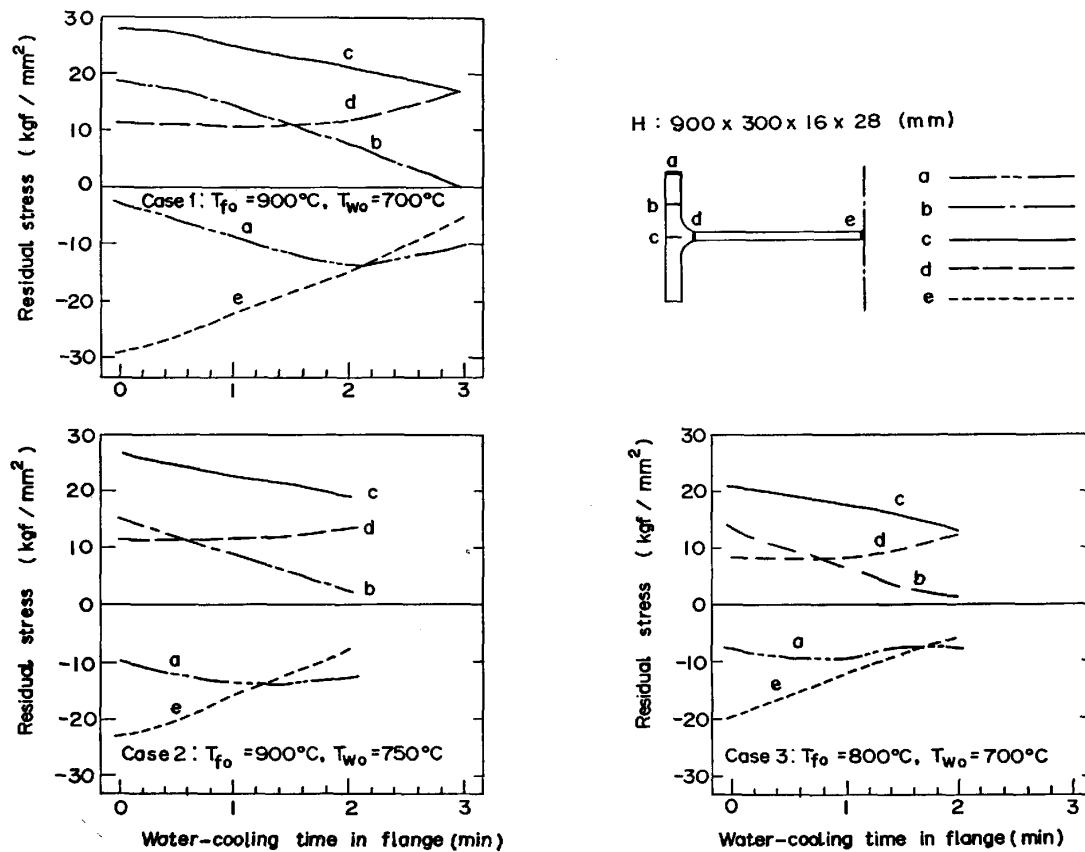 Residual stress (kgf / mm²)
30
20
10
0
-10
-20
-30
c
d
b
a
e
Case 1: Tfo =900°C, Two =700°C
0 1 2 3
H : 900 x 300 x 16 x 28 (mm)
a
b
c
d
e
a
b
c
d
e
Residual stress (kgf / mm²)
30
20
10
0
-10
-20
-30
c
d
b
a
e
Case 2: Tfo =900°C, Two =750°C
0 1 2 3
Water-cooling time in flange (min)
Residual stress (kgf / mm²)
30
20
10
0
-10
-20
-30
c
d
b
a
e
Case 3: Tfo =800°C, Two =700°C
0 1 2 3
Water-cooling time in flange (min)